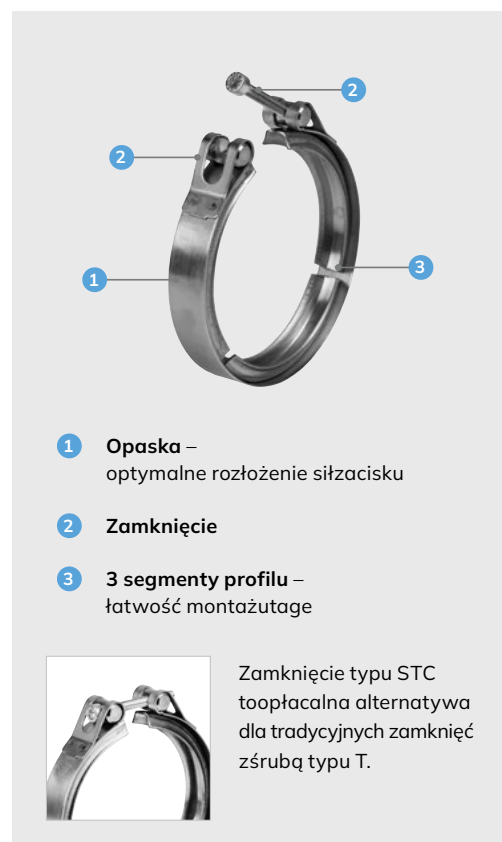 2
2
3
1
1 Opaska –
optymalne rozłożenie siłzacisku
2 Zamknięcie
3 3 segmenty profilu –
łatwość montażutage
Zamknięcie typu STC
toopłacalna alternatywa
dla tradycyjnych zamknięć
zśrubą typu T.